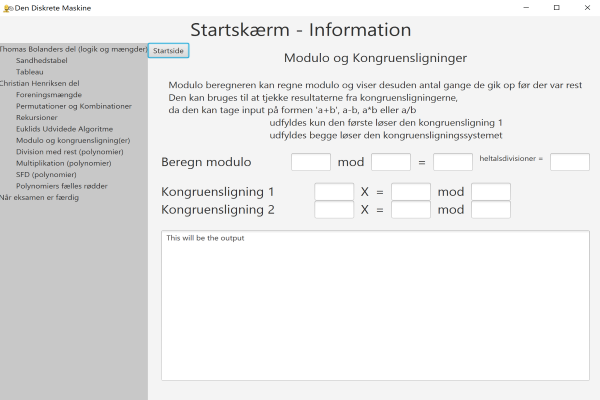 Den Diskrete Maskine
Startskærm - Information
Thomas Bolanders del (logik og mængder)
Sandhedstabel
Tableau
Christian Henriksen del
Foreningsmængde
Permutationer og Kombinationer
Rekursioner
Euklids Udvidede Algoritme
Modulo og kongruensligning(er)
Division med rest (polynomier)
Multiplikation (polynomier)
SFD (polynomier)
Polynomiers fælles rødder
Når eksamen er færdig
Startside
Modulo og Kongruensligninger
Modulo beregneren kan regne modulo og viser desuden antal gange de gik op før der var rest
Den kan bruges til at tjekke resultaterne fra kongruensligningerne,
da den kan tage input på formen 'a+b', a-b, a*b eller a/b
udfyldes kun den første løser den kongruensligning 1
udfyldes begge løser den kongruensligningssystemet
Beregn modulo mod = heltalsdivisioner =
Kongruensligning 1 X = mod
Kongruensligning 2 X = mod
This will be the output